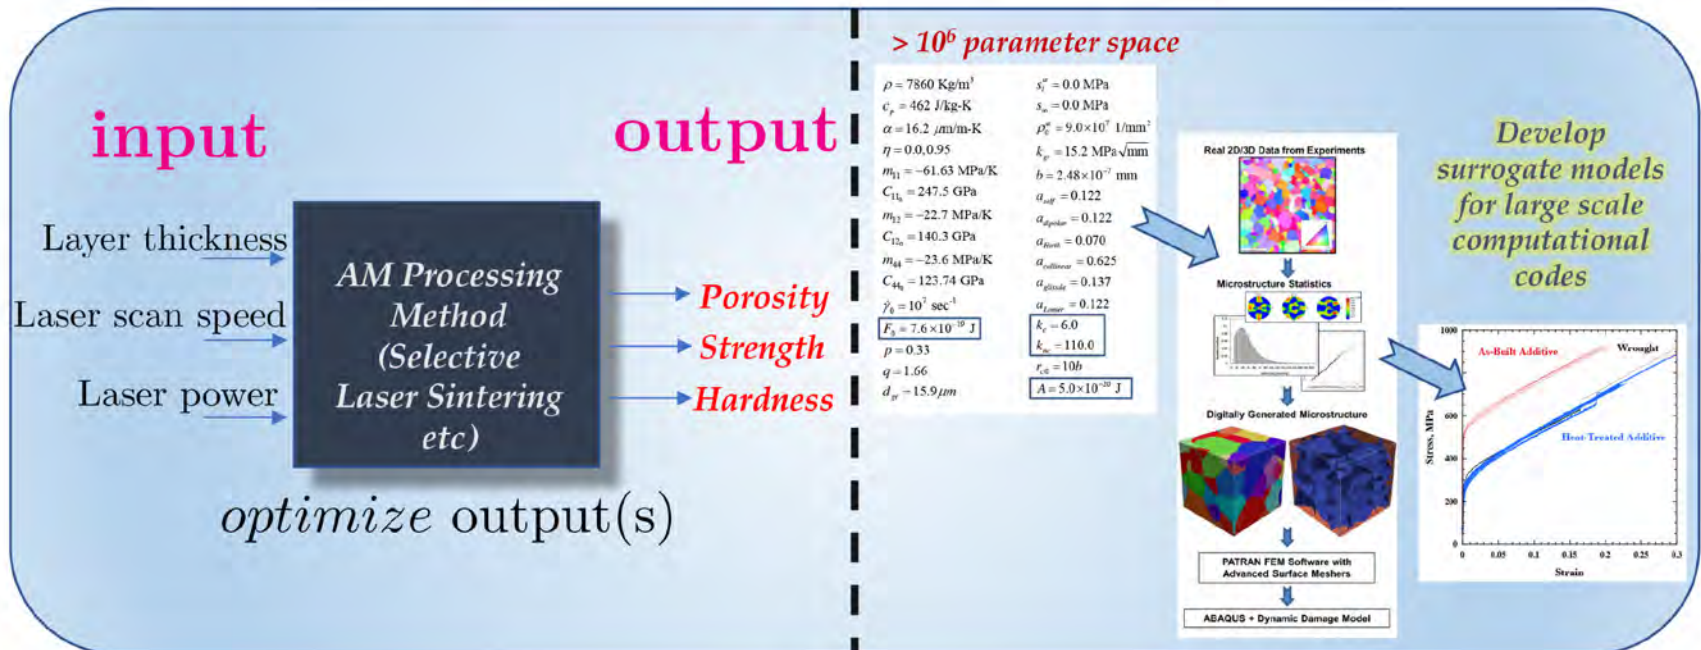 input
output
Layer thickness
Laser scan speed
Laser power
AM Processing
Method
(Selective
Laser Sintering
etc)
Porosity
Strength
Hardness
optimize output(s)
> 10⁶ parameter space
ρ = 7860 Kg/m³
c_p = 462 J/kg-K
α = 16.2 μm/m-K
η = 0.0, 0.95
m₁₁ = −61.63 MPa/K
C₁₁₀ = 247.5 GPa
m₁₂ = −22.7 MPa/K
C₁₂₀ = 140.3 GPa
m₄₄ = −23.6 MPa/K
C₄₄₀ = 123.74 GPa
γ̇₀ = 10⁷ sec⁻¹
F₀ = 7.6×10⁻¹⁹ J
p = 0.33
q = 1.66
d_gr = 15.9 μm
= 0.0 MPa
= 0.0 MPa
= 9.0×10⁷ 1/mm²
= 15.2 MPa√mm
b = 2.48×10⁻⁷ mm
a_self = 0.122
a_dipolar = 0.122
a_Hirth = 0.070
a_collinear = 0.625
a_glissile = 0.137
a_Lomer = 0.122
k_c = 6.0
= 110.0
r_c0 = 10b
A = 5.0×10⁻²⁰ J
Real 2D/3D Data from Experiments
Microstructure Statistics
Digitally Generated Microstructure
PATRAN FEM Software with
Advanced Surface Meshers
ABAQUS + Dynamic Damage Model
Develop
surrogate models
for large scale
computational
codes
1000
800
600
400
200
0
Stress, MPa
As-Built Additive
Wrought
Heat-Treated Additive
0 0.05 0.1 0.15 0.2 0.25 0.3
Strain